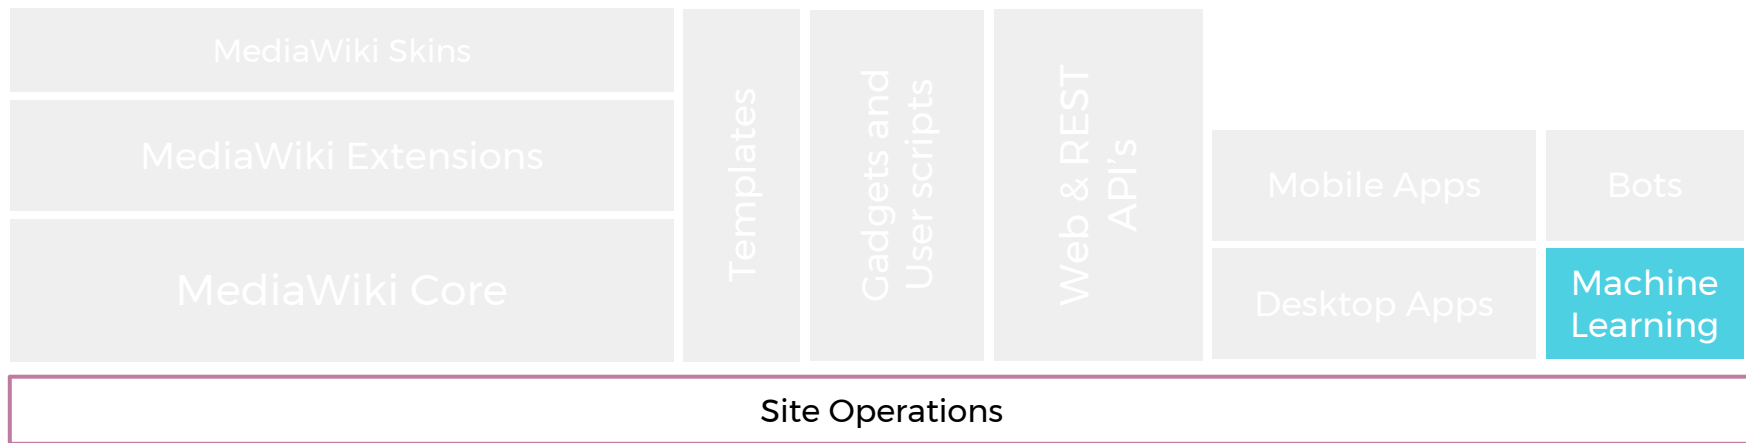 MediaWiki Skins
MediaWiki Extensions
MediaWiki Core
Templates
Gadgets and
User scripts
Web & REST
API's
Mobile Apps
Bots
Desktop Apps
Machine
Learning
Site Operations